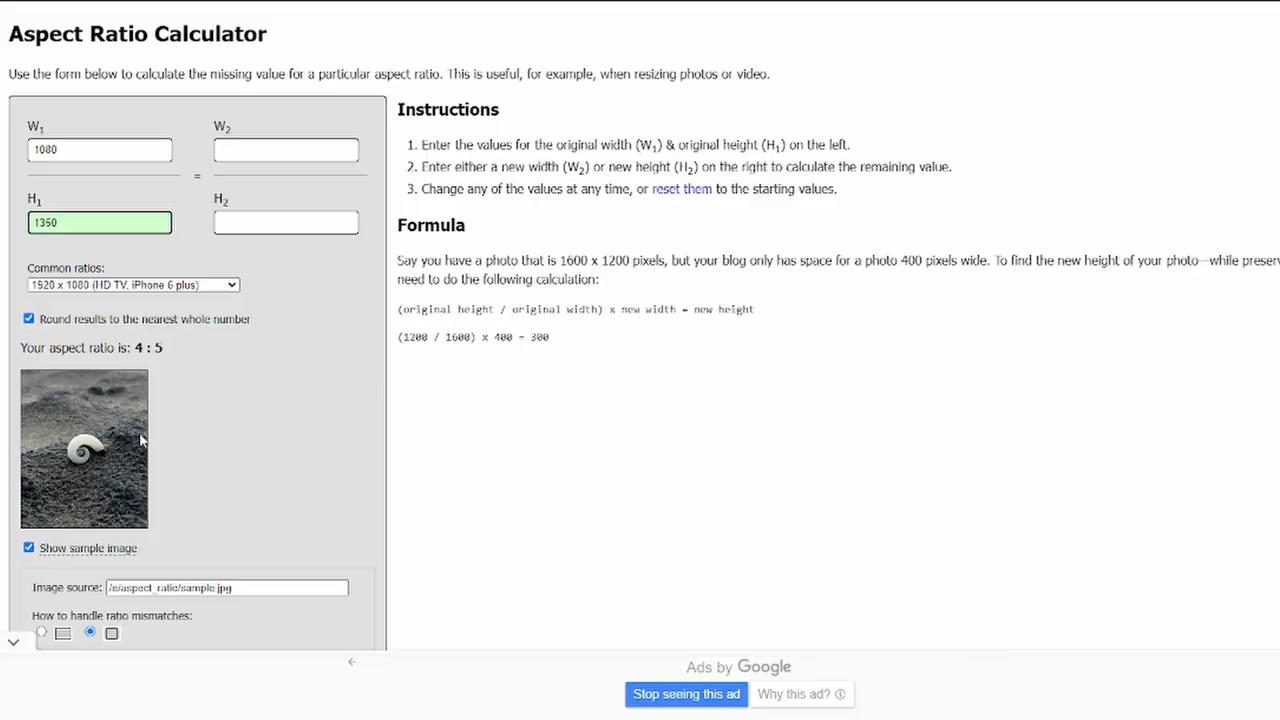 Aspect Ratio Calculator
Use the form below to calculate the missing value for a particular aspect ratio. This is useful, for example, when resizing photos or video.
W1
W2
1080
=
H1
H2
1350
Common ratios:
1920 x 1080 (HD TV, iPhone 6 plus)
Round results to the nearest whole number
Your aspect ratio is: 4 : 5
Show sample image
Image source: /e/aspect_ratio/sample.jpg
How to handle ratio mismatches:
Instructions
1. Enter the values for the original width (W1) & original height (H1) on the left.
2. Enter either a new width (W2) or new height (H2) on the right to calculate the remaining value.
3. Change any of the values at any time, or reset them to the starting values.
Formula
Say you have a photo that is 1600 x 1200 pixels, but your blog only has space for a photo 400 pixels wide. To find the new height of your photo—while preserv
need to do the following calculation:
(original height / original width) x new width = new height
(1200 / 1600) x 400 = 300
Ads by Google
Stop seeing this ad
Why this ad?